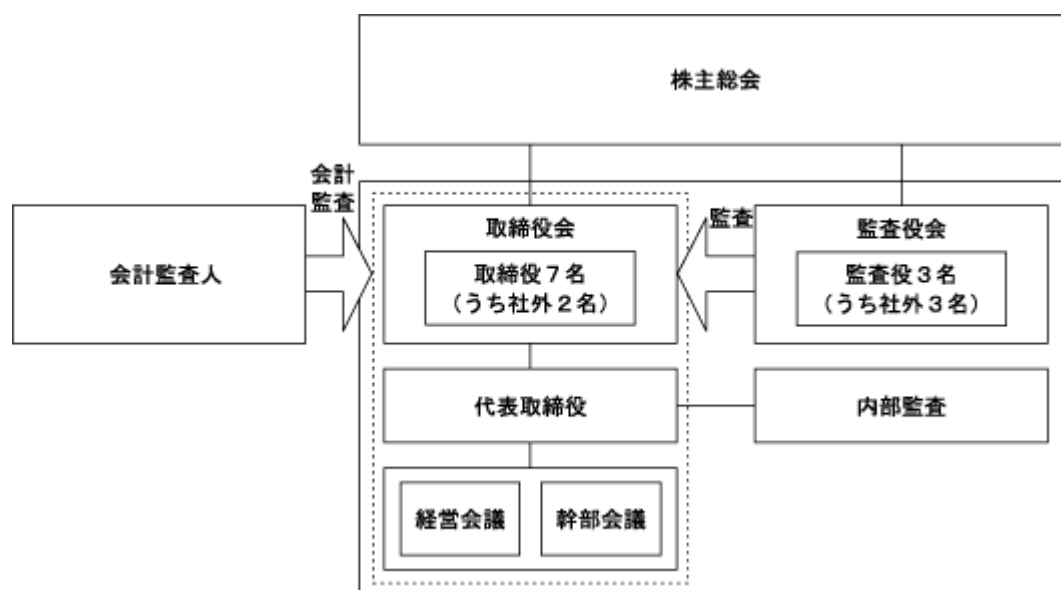 株主総会
会計
監査
会計監査人
取締役会
取締役7名
(うち社外2名)
監査
監査役会
監査役3名
(うち社外3名)
代表取締役
内部監査
経営会議
幹部会議